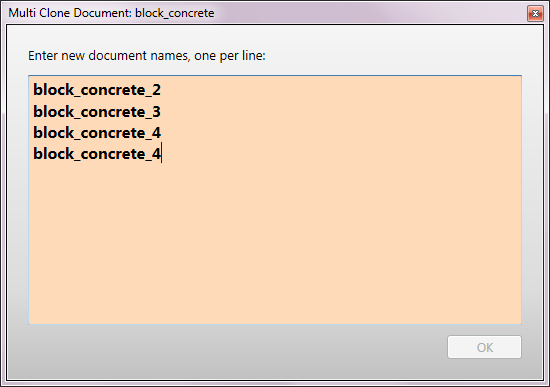 Multi Clone Document: block_concrete
Enter new document names, one per line:
block_concrete_2
block_concrete_3
block_concrete_4
block_concrete_4
OK